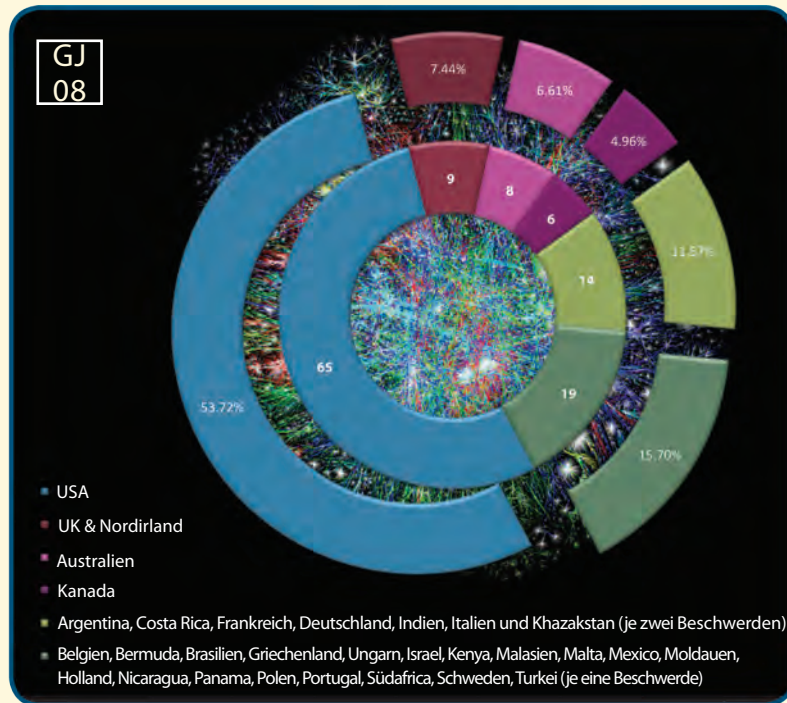 GJ
08
7.44%
6.61%
4.96%
11.57%
15.70%
53.72%
9
8
6
14
19
65
USA
UK & Nordirland
Australien
Kanada
Argentina, Costa Rica, Frankreich, Deutschland, Indien, Italien und Khazakstan (je zwei Beschwerden)
Belgien, Bermuda, Brasilien, Griechenland, Ungarn, Israel, Kenya, Malasien, Malta, Mexico, Moldauen,
Holland, Nicaragua, Panama, Polen, Portugal, Südafrica, Schweden, Turkei (je eine Beschwerde)